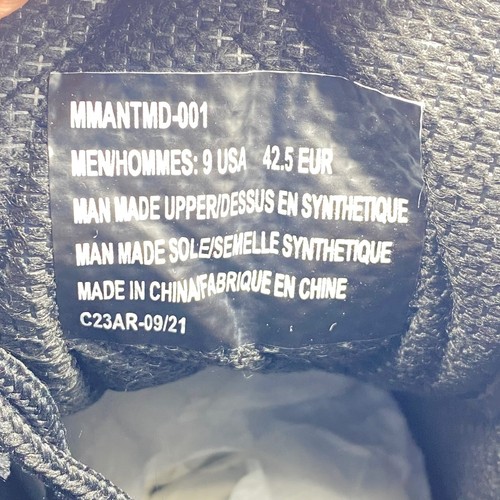 MMANTMD-001
MEN/HOMMES: 9 USA 42.5 EUR
MAN MADE UPPER/DESSUS EN SYNTHETIQUE
MAN MADE SOLE/SEMELLE SYNTHETIQUE
MADE IN CHINA/FABRIQUE EN CHINE
C23AR-09/21